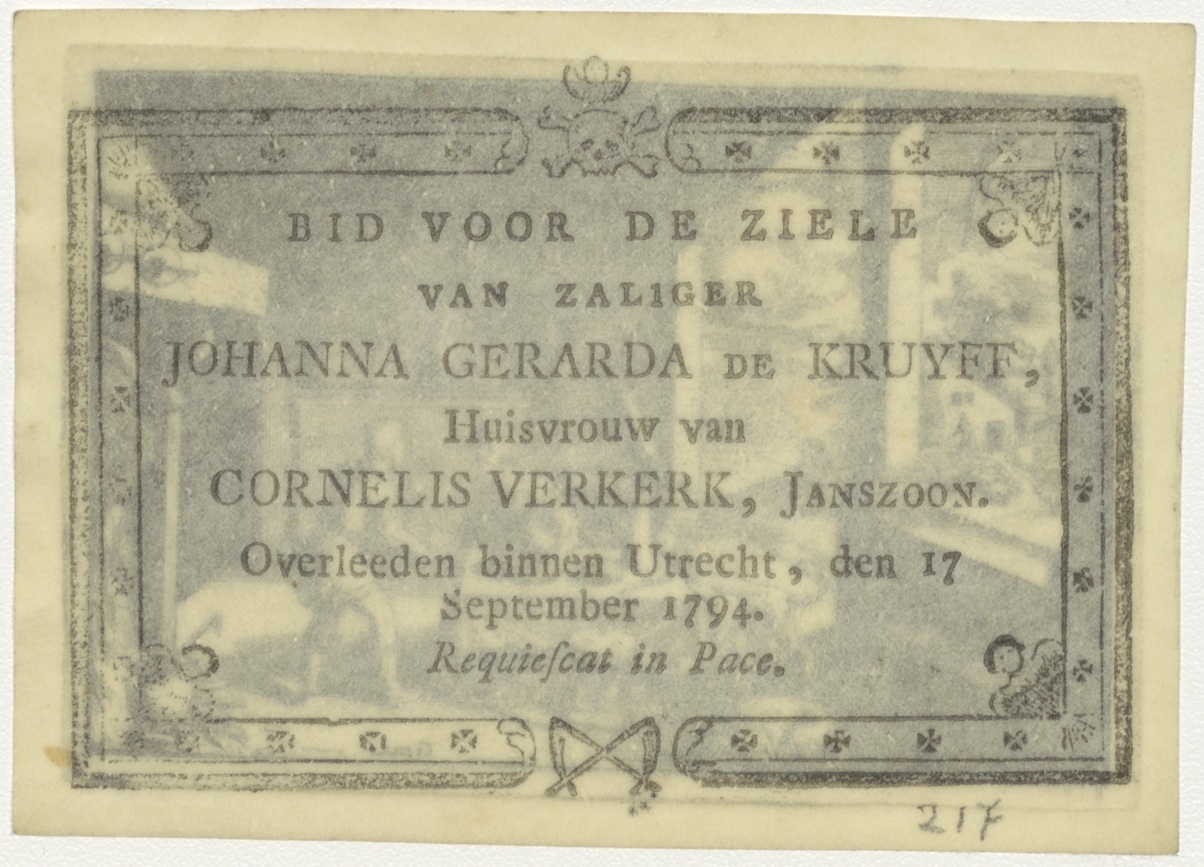 BID VOOR DE ZIELE
VAN ZAL1GER
JOHANNA GERARDA DE KRUYFF,
Huisvrouw van
CORNELIS VERKERK, JANSZOON.
Overleeden binnen Utrecht, den 17
September 1794.
Requieſcat in Pace.
217